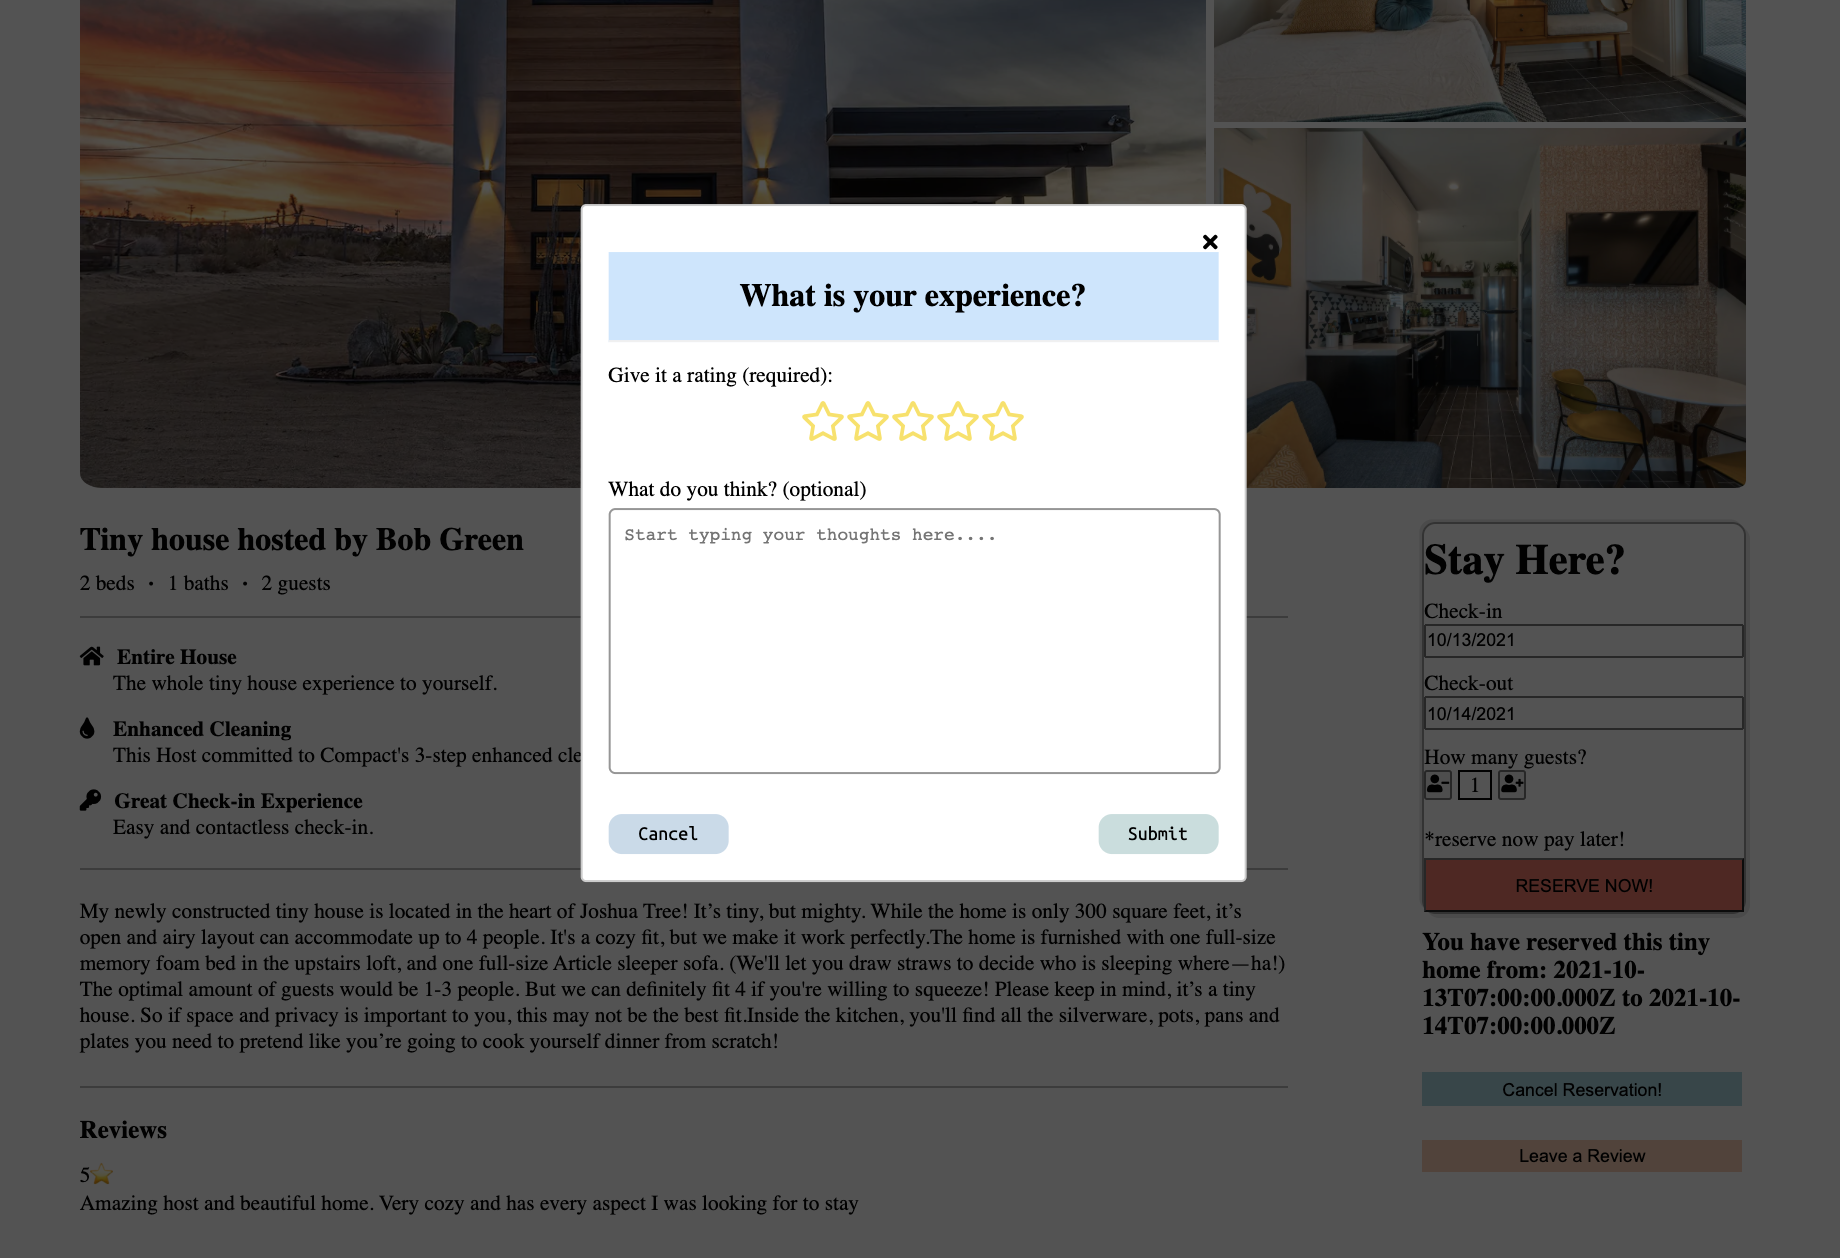 What is your experience?
Give it a rating (required):
What do you think? (optional)
Start typing your thoughts here....
Cancel
Submit
Tiny house hosted by Bob Green
2 beds · 1 baths · 2 guests
Entire House
The whole tiny house experience to yourself.
Enhanced Cleaning
This Host committed to Compact's 3-step enhanced cle
Great Check-in Experience
Easy and contactless check-in.
My newly constructed tiny house is located in the heart of Joshua Tree! It’s tiny, but mighty. While the home is only 300 square feet, it’s
open and airy layout can accommodate up to 4 people. It's a cozy fit, but we make it work perfectly.The home is furnished with one full-size
memory foam bed in the upstairs loft, and one full-size Article sleeper sofa. (We'll let you draw straws to decide who is sleeping where—ha!)
The optimal amount of guests would be 1-3 people. But we can definitely fit 4 if you're willing to squeeze! Please keep in mind, it’s a tiny
house. So if space and privacy is important to you, this may not be the best fit.Inside the kitchen, you'll find all the silverware, pots, pans and
plates you need to pretend like you’re going to cook yourself dinner from scratch!
Reviews
5⭐
Amazing host and beautiful home. Very cozy and has every aspect I was looking for to stay
Stay Here?
Check-in
10/13/2021
Check-out
10/14/2021
How many guests?
1
*reserve now pay later!
RESERVE NOW!
You have reserved this tiny
home from: 2021-10-
13T07:00:00.000Z to 2021-10-
14T07:00:00.000Z
Cancel Reservation!
Leave a Review